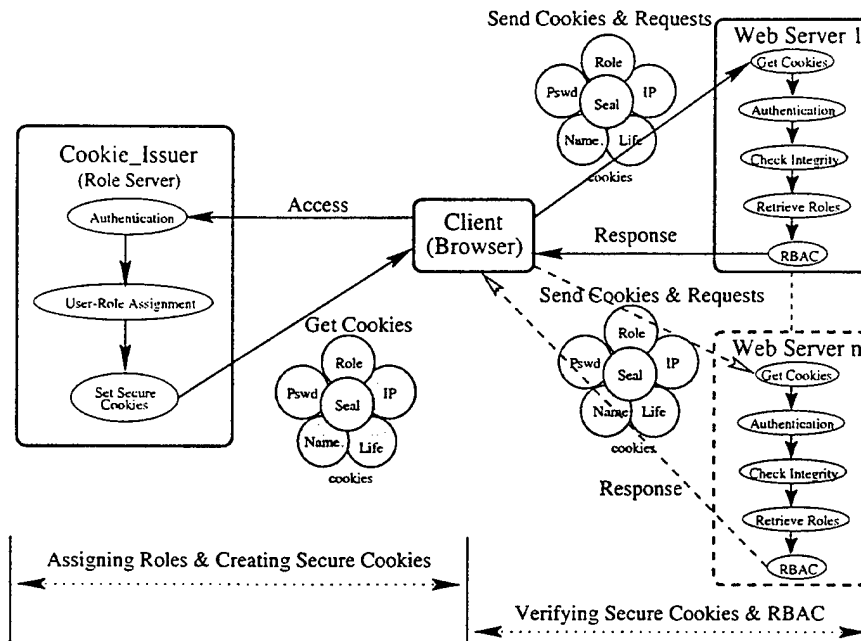 Send Cookies & Requests
Role
Pswd
IP
Seal
Name
Life
cookies
Web Server 1
Get Cookies
Authentication
Check Integrity
Retrieve Roles
RBAC
Cookie_Issuer
(Role Server)
Authentication
User-Role Assignment
Set Secure
Cookies
Access
Client
(Browser)
Response
Get Cookies
Role
Pswd
IP
Seal
Name
Life
cookies
Send Cookies & Requests
Role
Pswd
IP
Seal
Name
Life
cookies
Response
Web Server n
Get Cookies
Authentication
Check Integrity
Retrieve Roles
RBAC
Assigning Roles & Creating Secure Cookies
Verifying Secure Cookies & RBAC